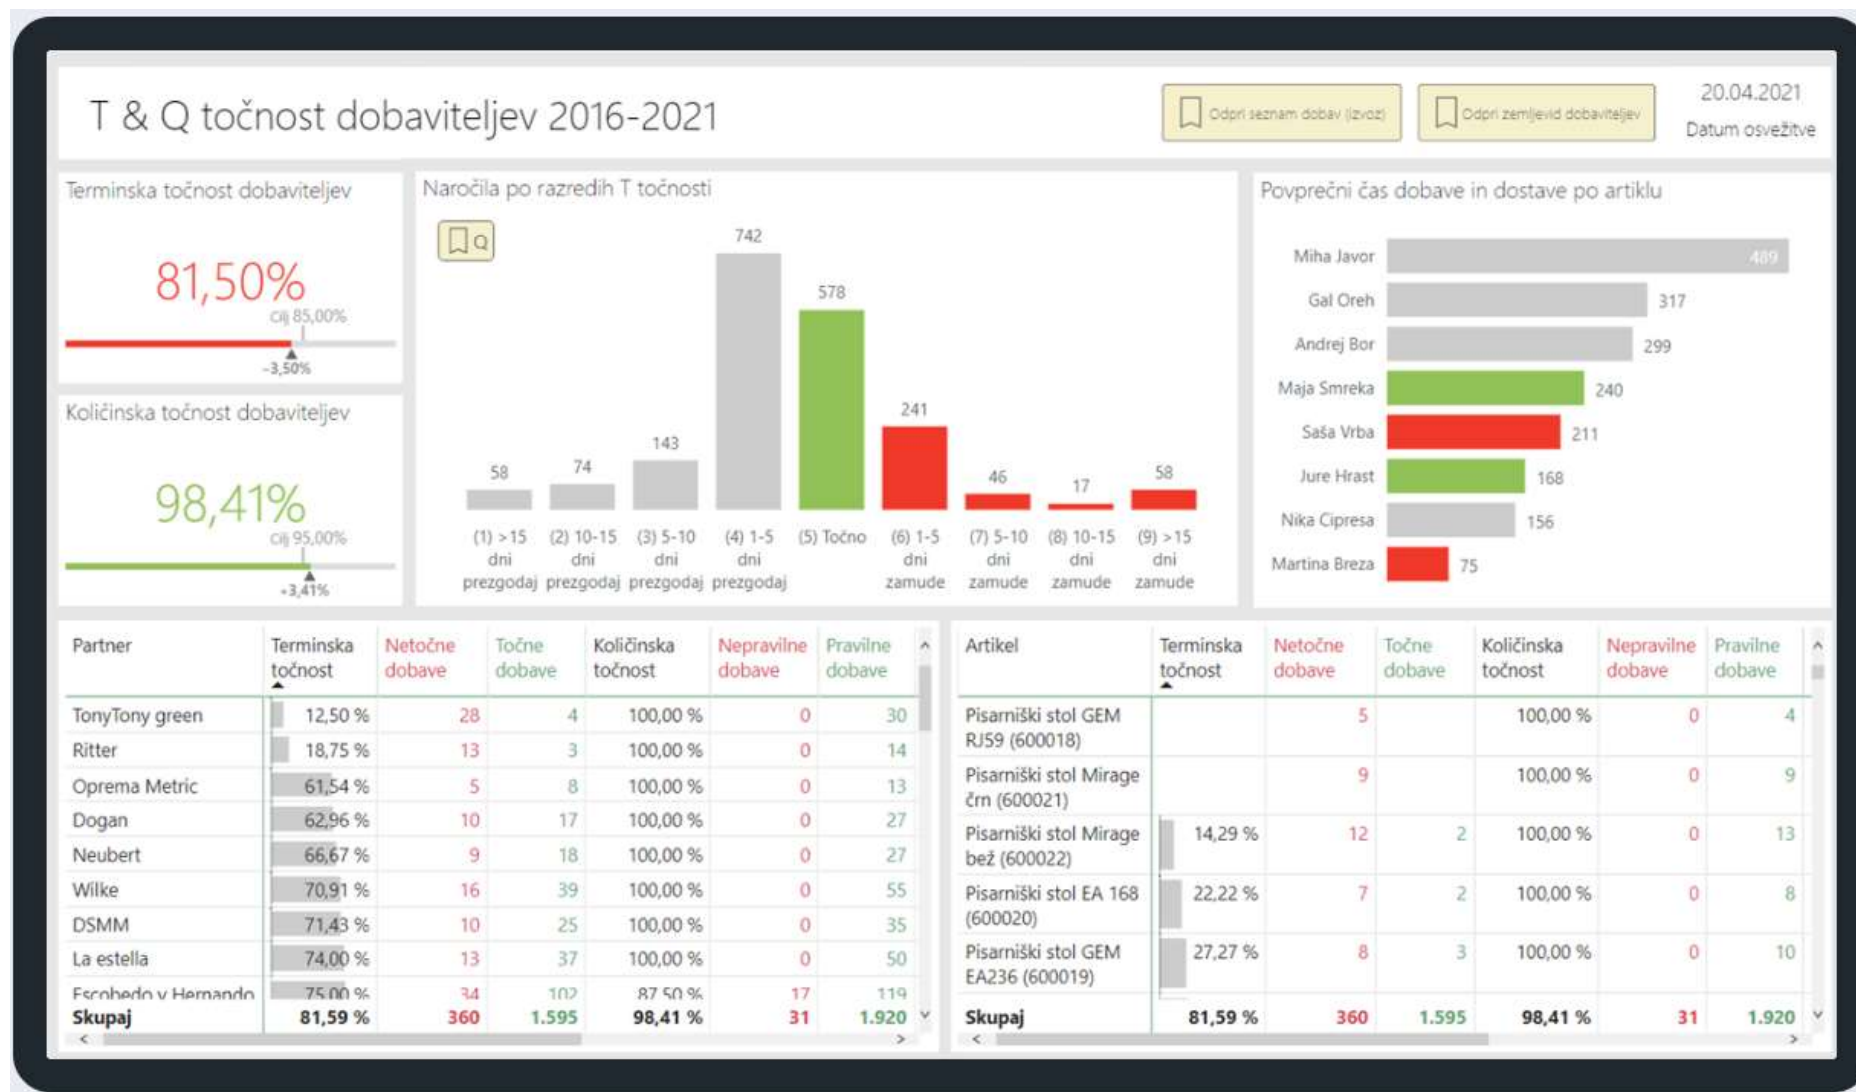 T & Q točnost dobaviteljev 2016-2021
Odpri seznam dobav (izvoz)
Odpri zemljevid dobaviteljev
20.04.2021
Datum osvežitve
Terminska točnost dobaviteljev
81,50%
Cilj 85,00%
-3,50%
Količinska točnost dobaviteljev
98,41%
Cilj 95,00%
+3,41%
Naročila po razredih T točnosti
Q
58
74
143
742
578
241
46
17
58
(1) >15 dni prezgodaj
(2) 10-15 dni prezgodaj
(3) 5-10 dni prezgodaj
(4) 1-5 dni prezgodaj
(5) Točno
(6) 1-5 dni zamude
(7) 5-10 dni zamude
(8) 10-15 dni zamude
(9) >15 dni zamude
Povprečni čas dobave in dostave po artiklu
Miha Javor 489
Gal Oreh 317
Andrej Bor 299
Maja Smreka 240
Saša Vrba 211
Jure Hrast 168
Nika Cipresa 156
Martina Breza 75
Partner Terminska točnost Netočne dobave Točne dobave Količinska točnost Nepravilne dobave Pravilne dobave
TonyTony green 12,50 % 28 4 100,00 % 0 30
Ritter 18,75 % 13 3 100,00 % 0 14
Oprema Metric 61,54 % 5 8 100,00 % 0 13
Dogan 62,96 % 10 17 100,00 % 0 27
Neubert 66,67 % 9 18 100,00 % 0 27
Wilke 70,91 % 16 39 100,00 % 0 55
DSMM 71,43 % 10 25 100,00 % 0 35
La estella 74,00 % 13 37 100,00 % 0 50
Escobedo y Hernando 75,00 % 34 102 87,50 % 17 119
Skupaj 81,59 % 360 1.595 98,41 % 31 1.920
Artikel Terminska točnost Netočne dobave Točne dobave Količinska točnost Nepravilne dobave Pravilne dobave
Pisarniški stol GEM RJ59 (600018) 5 100,00 % 0 4
Pisarniški stol Mirage črn (600021) 9 100,00 % 0 9
Pisarniški stol Mirage bež (600022) 14,29 % 12 2 100,00 % 0 13
Pisarniški stol EA 168 (600020) 22,22 % 7 2 100,00 % 0 8
Pisarniški stol GEM EA236 (600019) 27,27 % 8 3 100,00 % 0 10
Skupaj 81,59 % 360 1.595 98,41 % 31 1.920